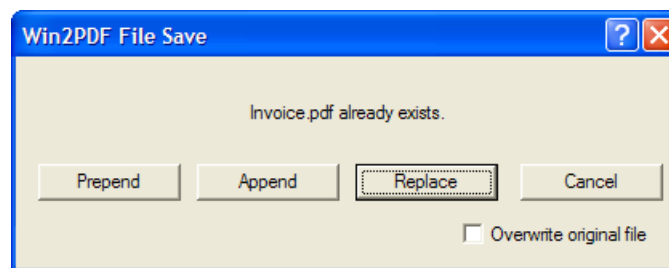 Win2PDF File Save
Invoice.pdf already exists.
Prepend Append Replace Cancel
Overwrite original file